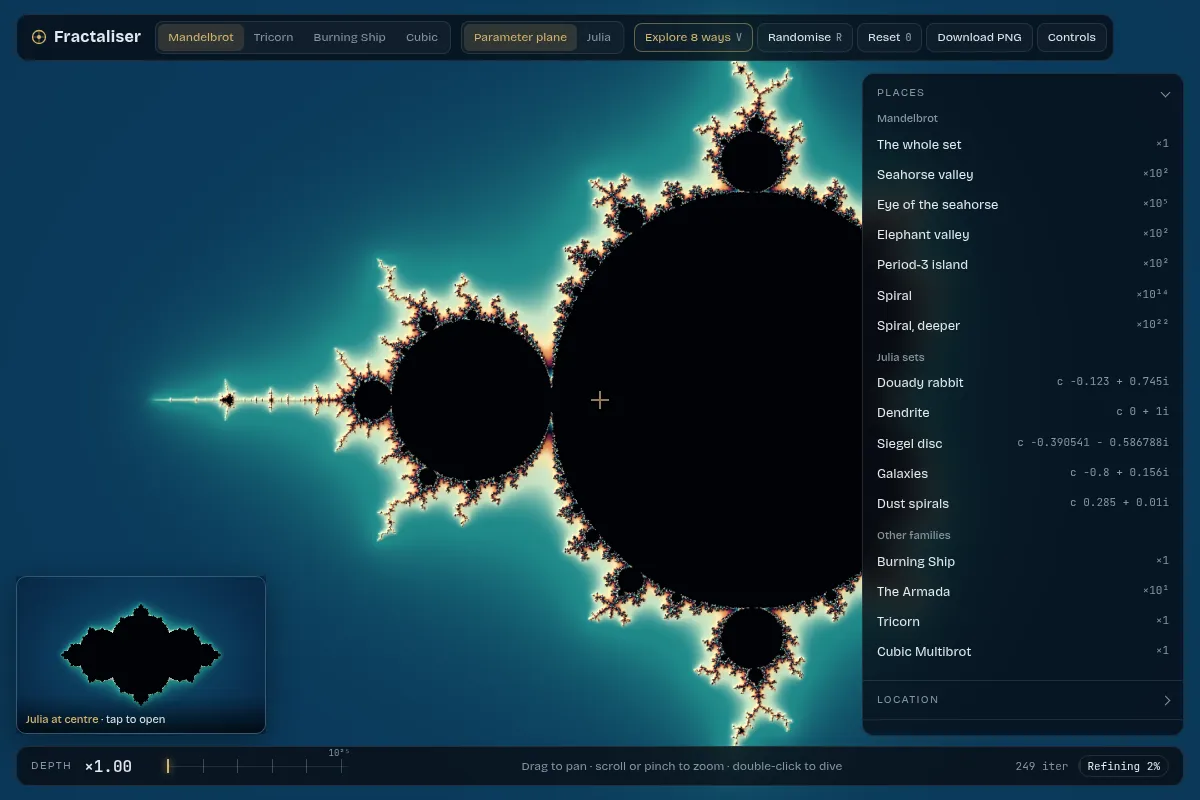 Fractaliser
Mandelbrot Tricorn Burning Ship Cubic
Parameter plane Julia
Explore 8 ways V Randomise R Reset 0 Download PNG Controls
PLACES
Mandelbrot
The whole set ×1
Seahorse valley ×10²
Eye of the seahorse ×10⁵
Elephant valley ×10²
Period-3 island ×10²
Spiral ×10¹⁴
Spiral, deeper ×10²²
Julia sets
Douady rabbit c -0.123 + 0.745i
Dendrite c 0 + 1i
Siegel disc c -0.390541 - 0.586788i
Galaxies c -0.8 + 0.156i
Dust spirals c 0.285 + 0.01i
Other families
Burning Ship ×1
The Armada ×10¹
Tricorn ×1
Cubic Multibrot ×1
LOCATION
Julia at centre · tap to open
DEPTH ×1.00
Drag to pan · scroll or pinch to zoom · double-click to dive
249 iter Refining 2%